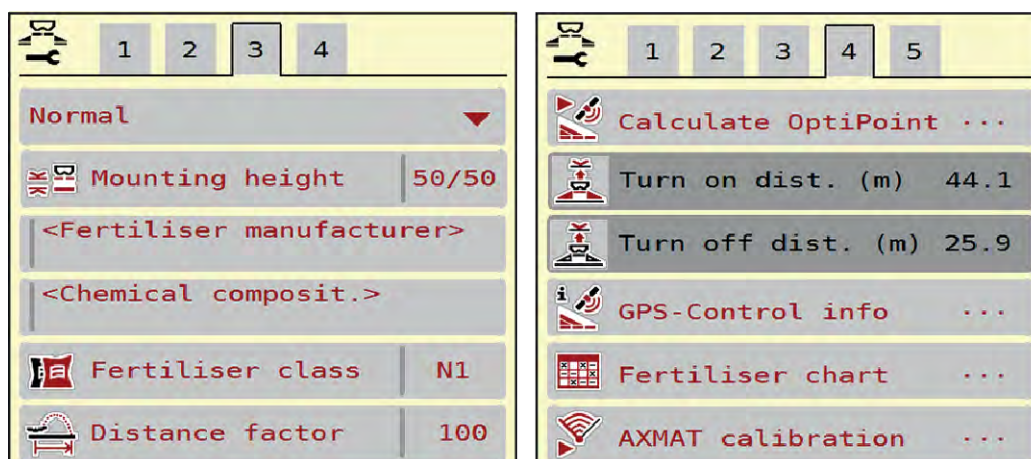 1 2 3 4
Normal
Mounting height 50/50
<Fertiliser manufacturer>
<Chemical composit.>
Fertiliser class N1
Distance factor 100
1 2 3 4 5
Calculate OptiPoint ...
Turn on dist. (m) 44.1
Turn off dist. (m) 25.9
i GPS-Control info ...
Fertiliser chart ...
AXMAT calibration ...